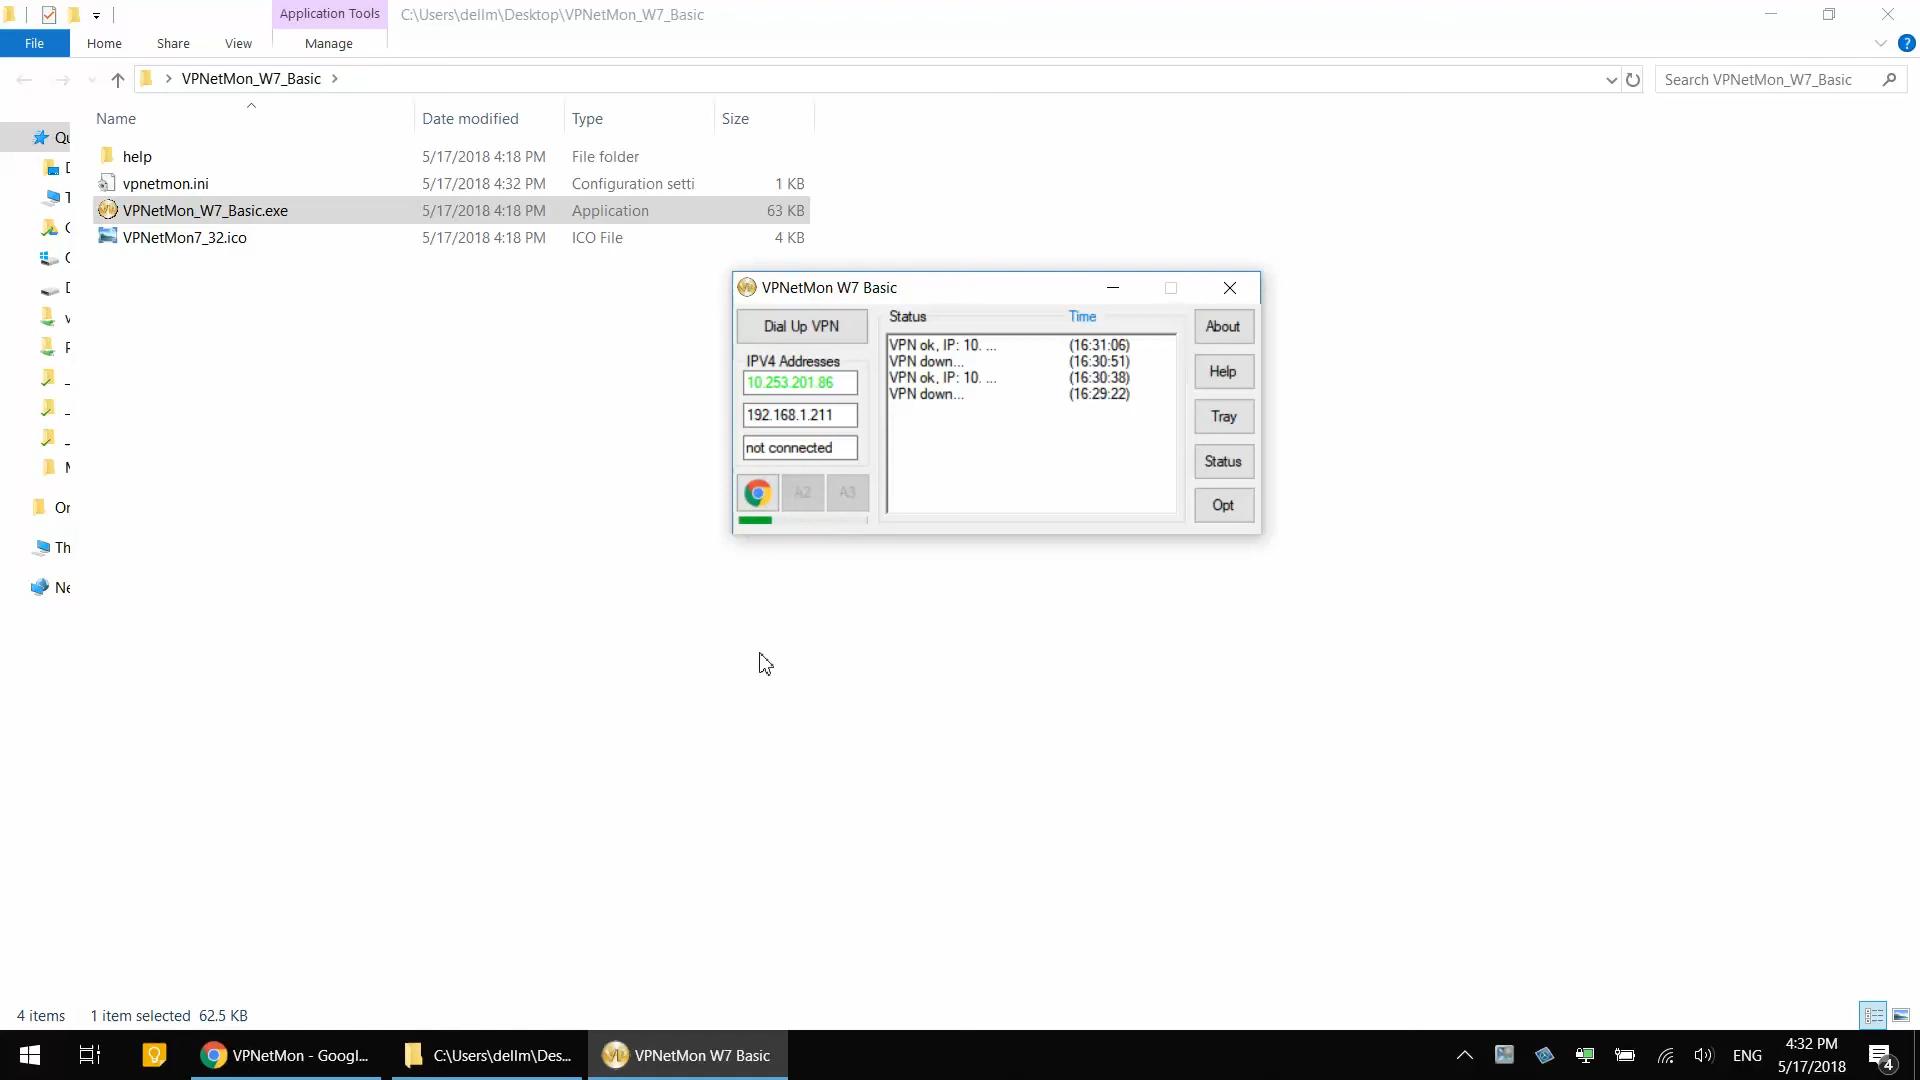 Application Tools
C:\Users\dellm\Desktop\VPNetMon_W7_Basic
File
Home
Share
View
Manage
VPNetMon_W7_Basic
Search VPNetMon_W7_Basic
Name
Date modified
Type
Size
help
5/17/2018 4:18 PM
File folder
vpnetmon.ini
5/17/2018 4:32 PM
Configuration setti
1 KB
VPNetMon_W7_Basic.exe
5/17/2018 4:18 PM
Application
63 KB
VPNetMon7_32.ico
5/17/2018 4:18 PM
ICO File
4 KB
Qu
Or
Th
Ne
VPNetMon W7 Basic
Dial Up VPN
IPV4 Addresses
10.253.201.86
192.168.1.211
not connected
A2
A3
Status
Time
VPN ok, IP: 10. ...
(16:31:06)
VPN down...
(16:30:51)
VPN ok, IP: 10. ...
(16:30:38)
VPN down...
(16:29:22)
About
Help
Tray
Status
Opt
4 items
1 item selected 62.5 KB
VPNetMon - Googl...
C:\Users\dellm\Des...
VPNetMon W7 Basic
ENG
4:32 PM
5/17/2018
4